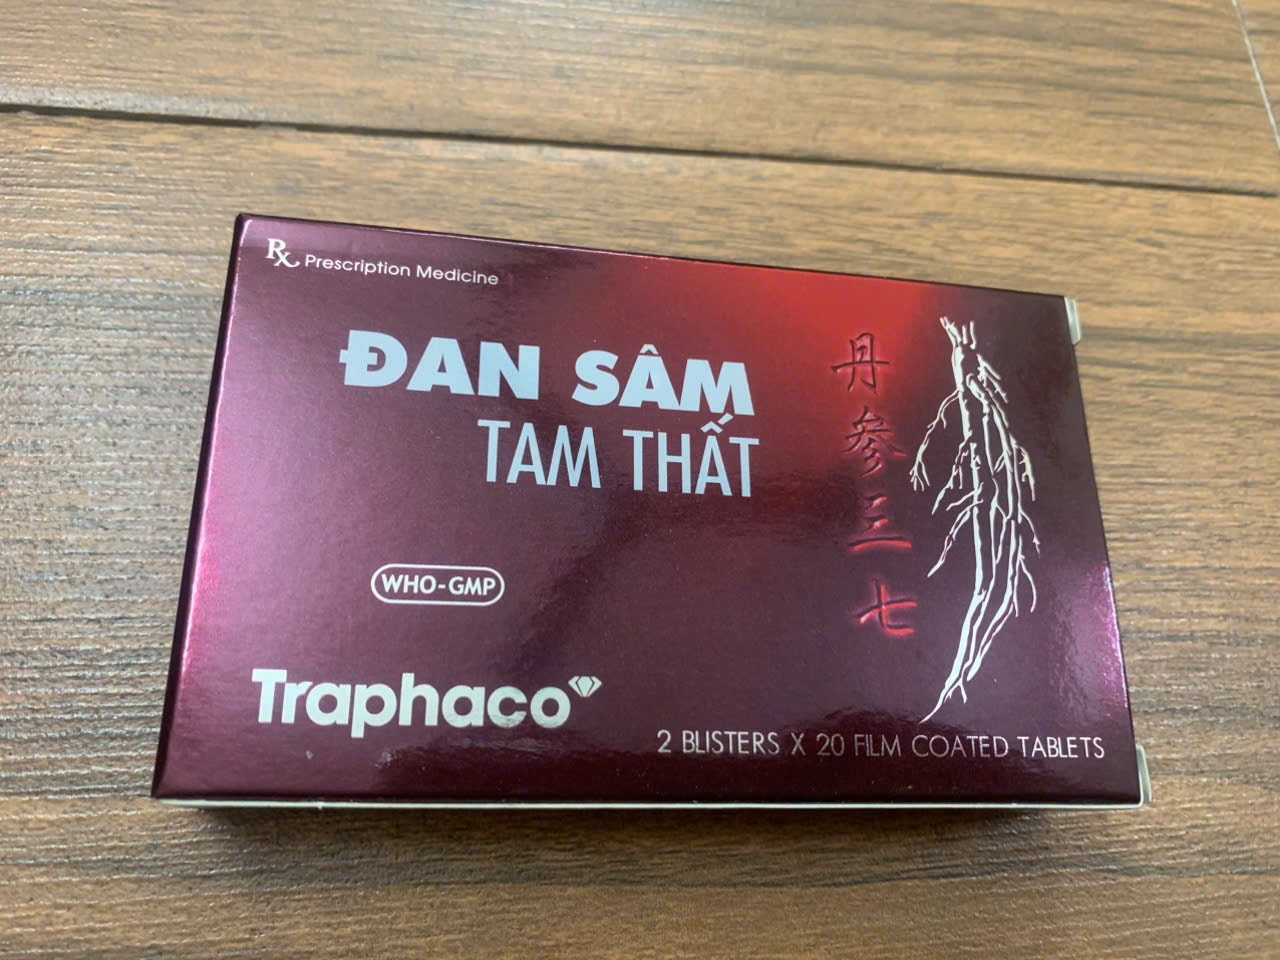 Rx Prescription Medicine
ĐAN SÂM
TAM THẤT
丹参三七
WHO-GMP
Traphaco
2 BLISTERS X 20 FILM COATED TABLETS